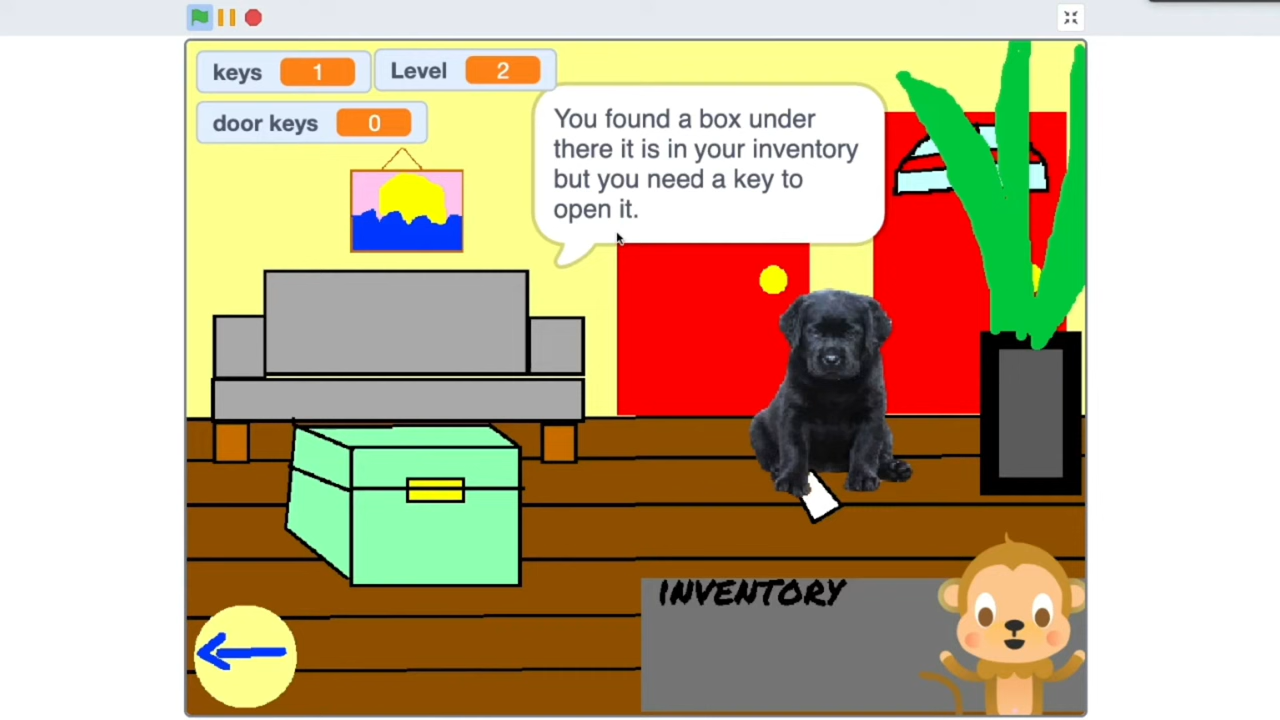 keys 1 Level 2
door keys 0
You found a box under
there it is in your inventory
but you need a key to
open it.
INVENTORY